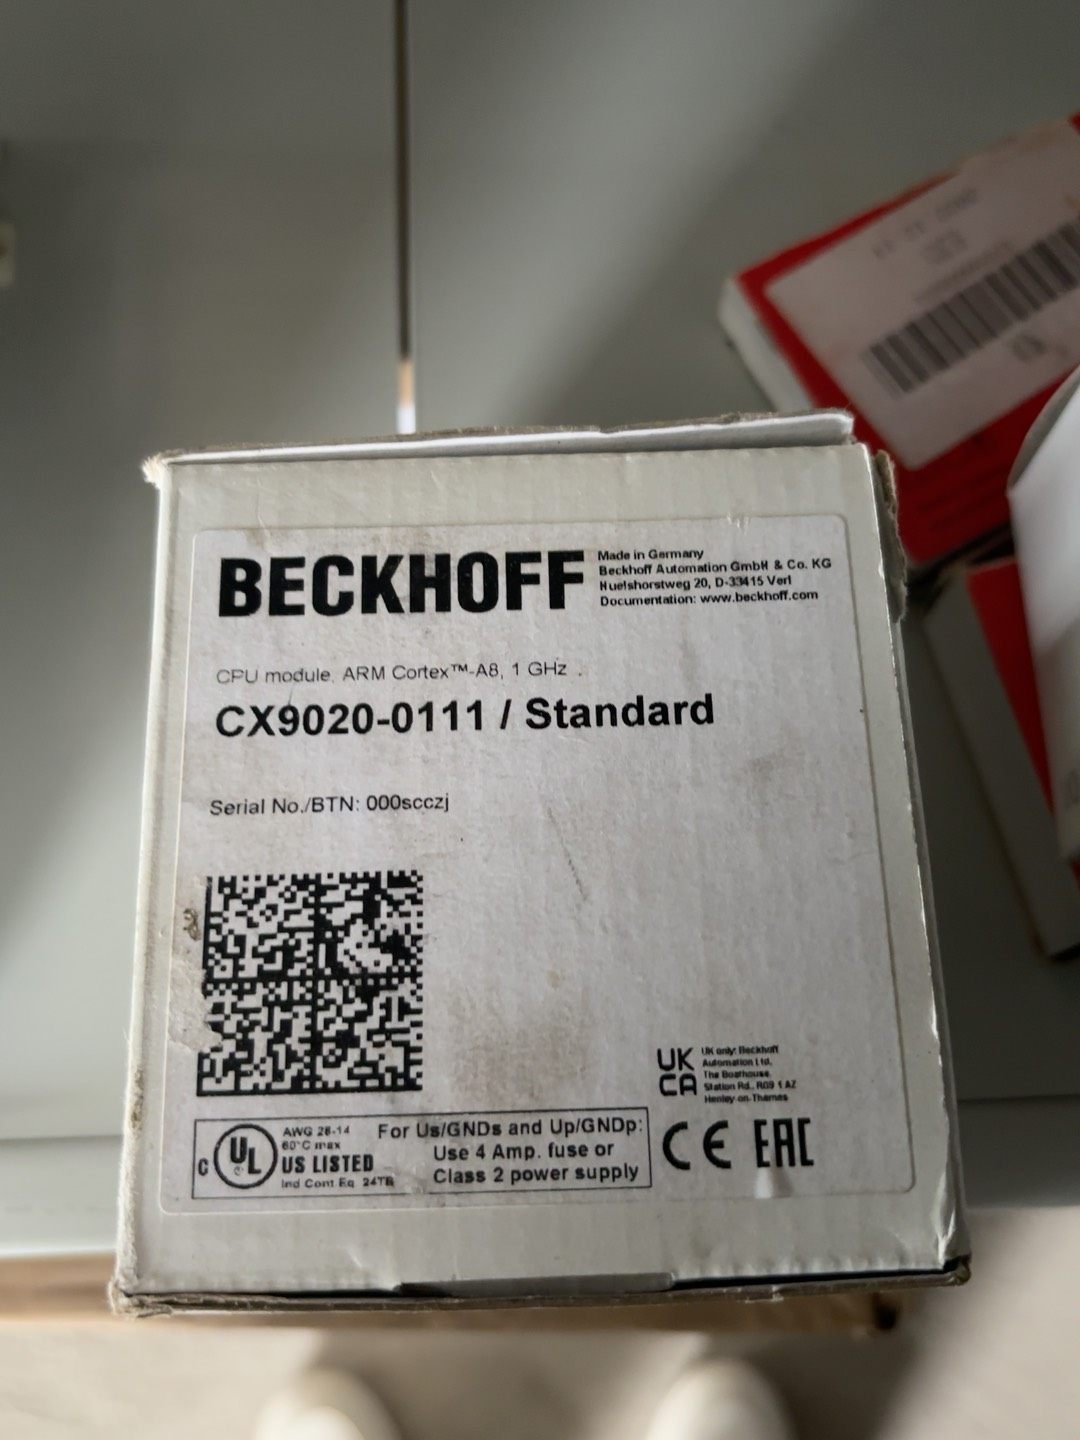 BECKHOFF
Made in Germany
Beckhoff Automation GmbH & Co. KG
Huelshorstweg 20, D-33415 Verl
Documentation: www.beckhoff.com
CPU module, ARM Cortex™-A8, 1 GHz
CX9020-0111 / Standard
Serial No./BTN: 000scczj
C UL
AWG 28-14
60°C max
US LISTED
Ind Cont Eq 24TB
For Us/GNDs and Up/GNDp:
Use 4 Amp. fuse or
Class 2 power supply
UK
CA
UK only: Beckhoff
Automation Ltd.
The Boathouse,
Station Rd., RG9 1 AZ
Henley-on-Thames
CE EAC